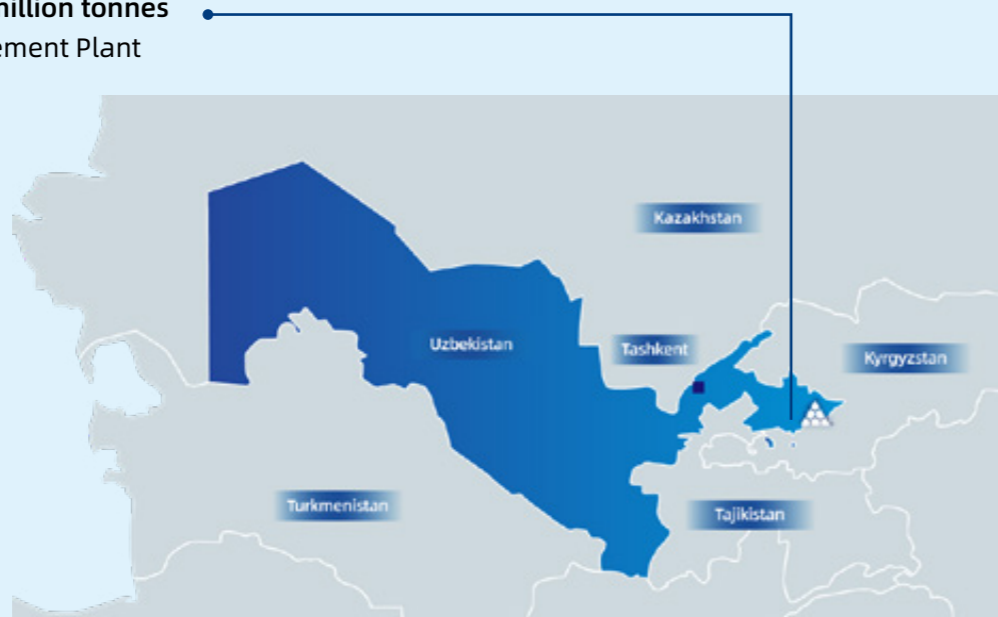 million tonnes
ement Plant
Kazakhstan
Uzbekistan
Tashkent
Kyrgyzstan
Turkmenistan
Tajikistan